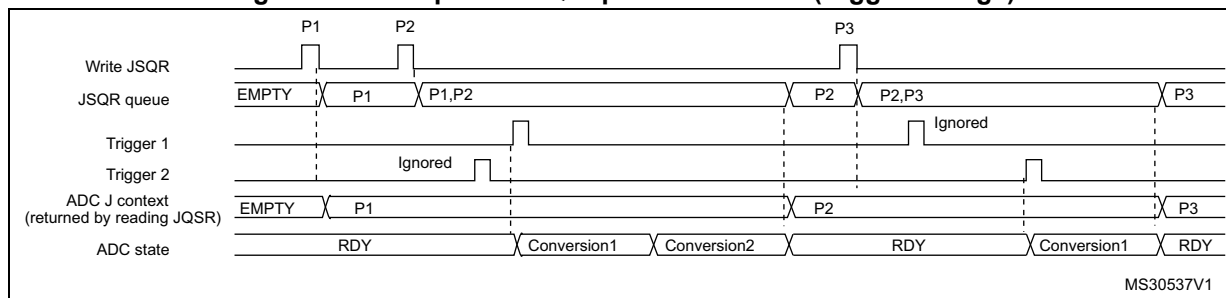 P1 P2 P3
Write JSQR
JSQR queue EMPTY P1 P1,P2 P2 P2,P3 P3
Trigger 1 Ignored
Trigger 2 Ignored
ADC J context
(returned by reading JQSR) EMPTY P1 P2 P3
ADC state RDY Conversion1 Conversion2 RDY Conversion1 RDY
MS30537V1